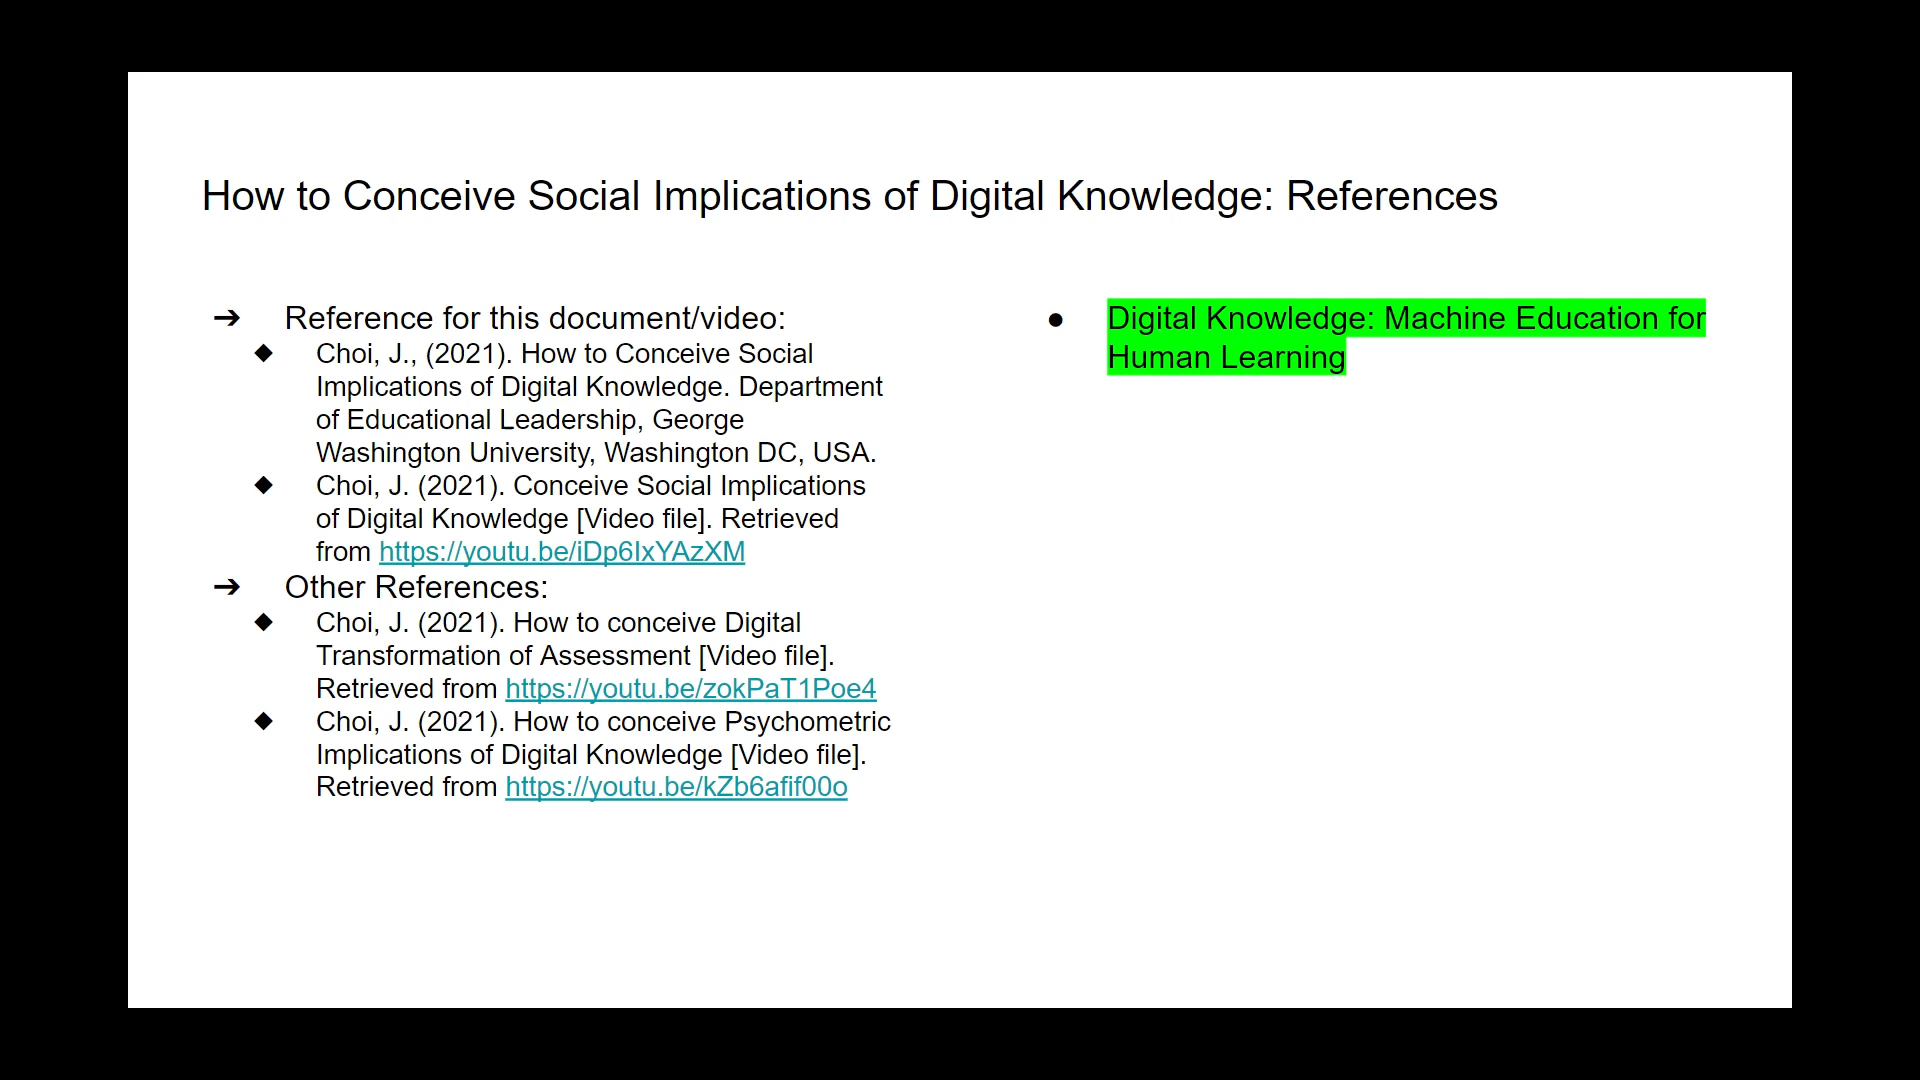 How to Conceive Social Implications of Digital Knowledge: References
➔ Reference for this document/video:
◆ Choi, J., (2021). How to Conceive Social
Implications of Digital Knowledge. Department
of Educational Leadership, George
Washington University, Washington DC, USA.
◆ Choi, J. (2021). Conceive Social Implications
of Digital Knowledge [Video file]. Retrieved
from https://youtu.be/iDp6IxYAzXM
➔ Other References:
◆ Choi, J. (2021). How to conceive Digital
Transformation of Assessment [Video file].
Retrieved from https://youtu.be/zokPaT1Poe4
◆ Choi, J. (2021). How to conceive Psychometric
Implications of Digital Knowledge [Video file].
Retrieved from https://youtu.be/kZb6afif00o
● Digital Knowledge: Machine Education for
Human Learning